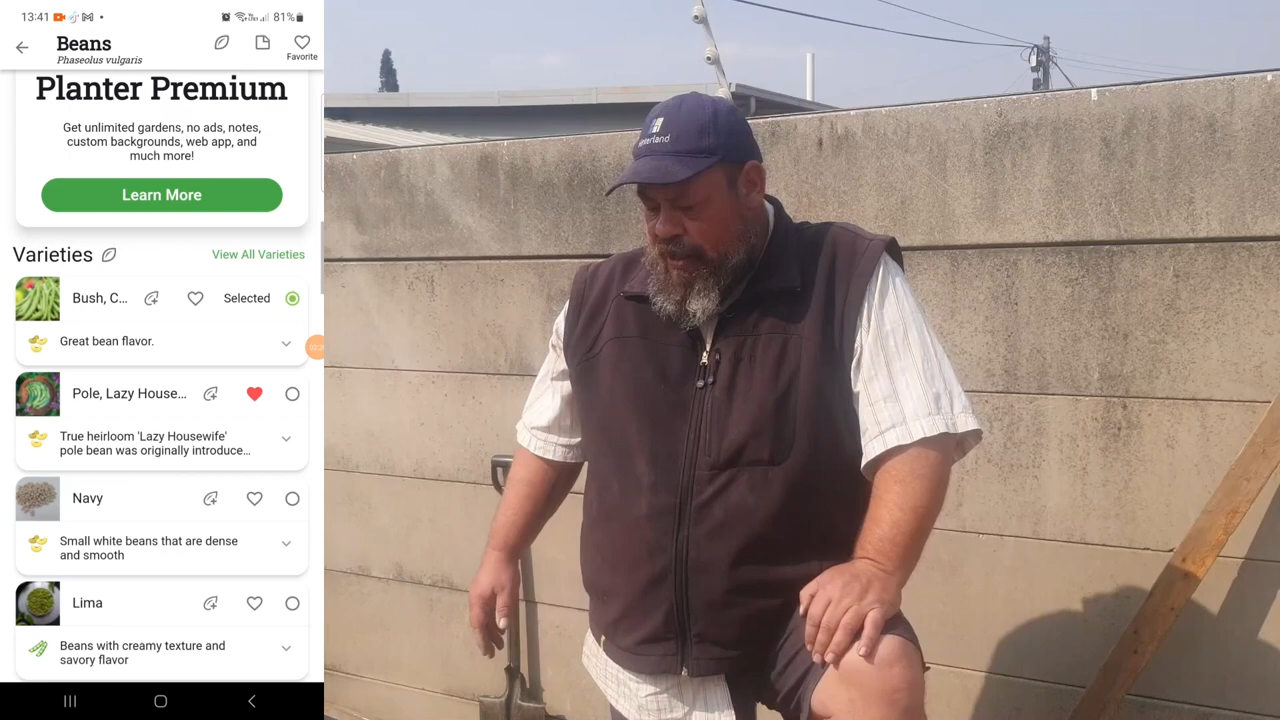 13:41
81%
Beans
Phaseolus vulgaris
Favorite
Planter Premium
Get unlimited gardens, no ads, notes,
custom backgrounds, web app, and
much more!
Learn More
Varieties
View All Varieties
Bush, C...
Selected
Great bean flavor.
Pole, Lazy House...
True heirloom 'Lazy Housewife'
pole bean was originally introduce...
Navy
Small white beans that are dense
and smooth
Lima
Beans with creamy texture and
savory flavor